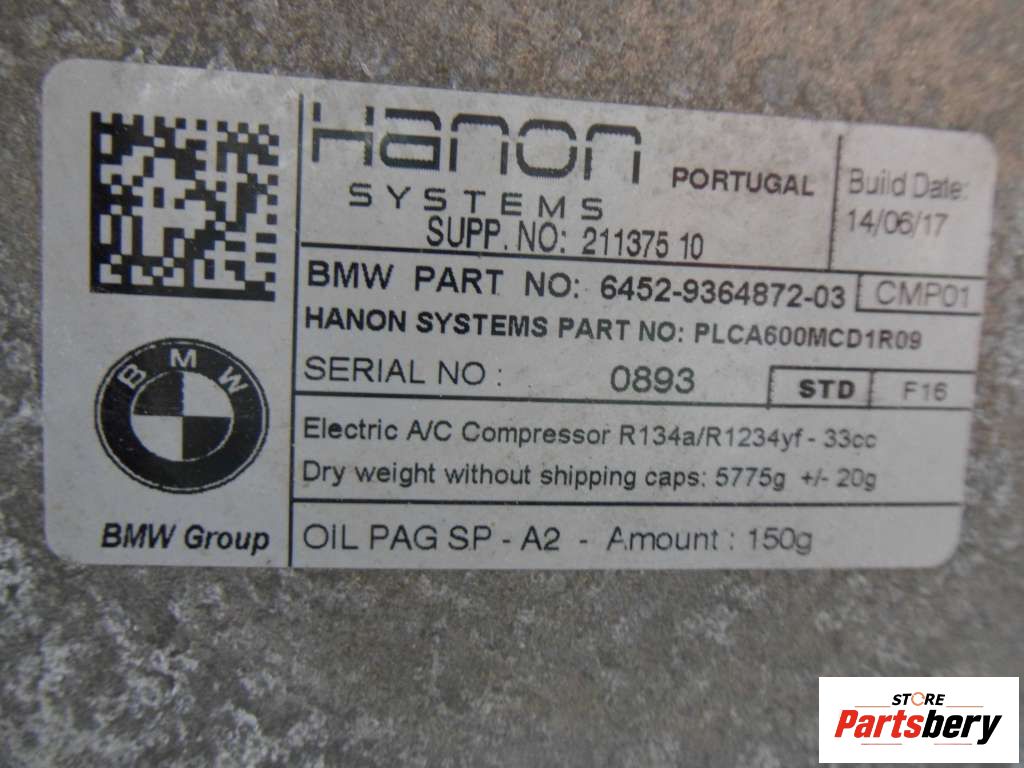 Hanon
SYSTEMS
PORTUGAL
SUPP. NO: 211375 10
Build Date:
14/06/17
BMW PART NO: 6452-9364872-03 CMP01
HANON SYSTEMS PART NO: PLCA600MCD1R09
SERIAL NO : 0893 STD F16
Electric A/C Compressor R134a/R1234yf - 33cc
Dry weight without shipping caps: 5775g +/- 20g
OIL PAG SP - A2 - Amount : 150g
BMW
BMW Group
STORE
Partsbery